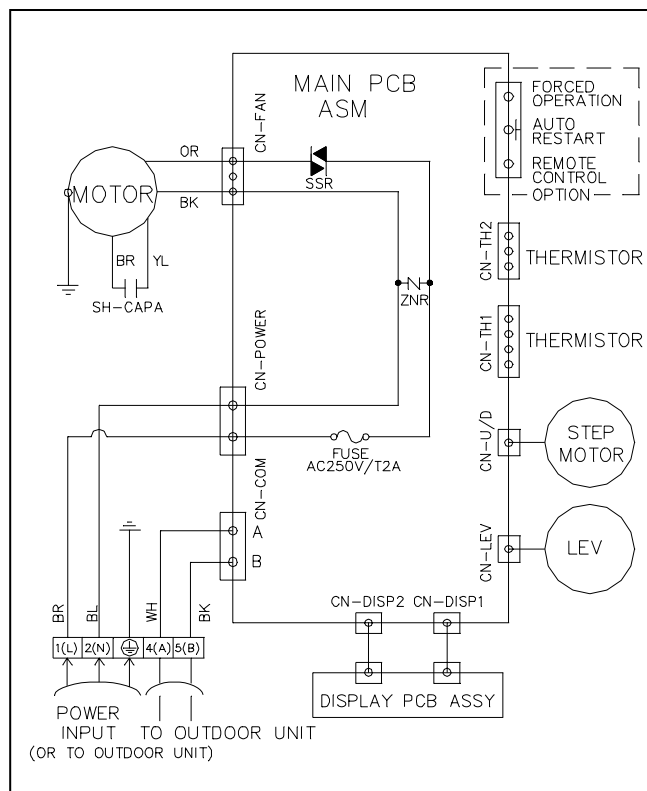 MAIN PCB
ASM
CN-FAN
OR
MOTOR
BK
SSR
BR
YL
SH-CAPA
ZNR
CN-POWER
FUSE
AC250V/T2A
CN-COM
A
B
FORCED
OPERATION
AUTO
RESTART
REMOTE
CONTROL
OPTION
CN-TH2
THERMISTOR
CN-TH1
THERMISTOR
CN-U/D
STEP
MOTOR
CN-LEV
LEV
CN-DISP2
CN-DISP1
DISPLAY PCB ASSY
BR
BL
WH
BK
1(L)
2(N)
4(A)
5(B)
POWER
INPUT
(OR TO OUTDOOR UNIT)
TO OUTDOOR UNIT